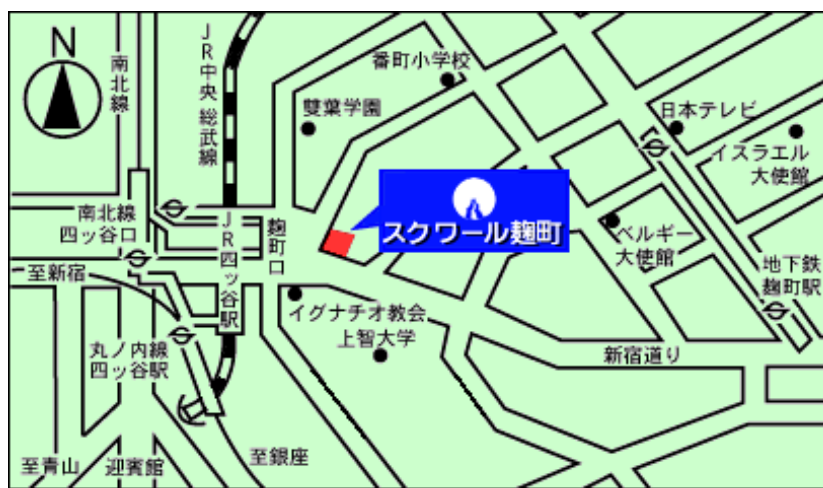 N
南北線
JR中央 総武線
番町小学校
雙葉学園
日本テレビ
イスラエル
大使館
スクワール麹町
南北線
四ッ谷口
JR四ッ谷駅
麹町口
ベルギー
大使館
地下鉄
麹町駅
至新宿
イグナチオ教会
上智大学
新宿通り
丸ノ内線
四ッ谷駅
至青山
迎賓館
至銀座